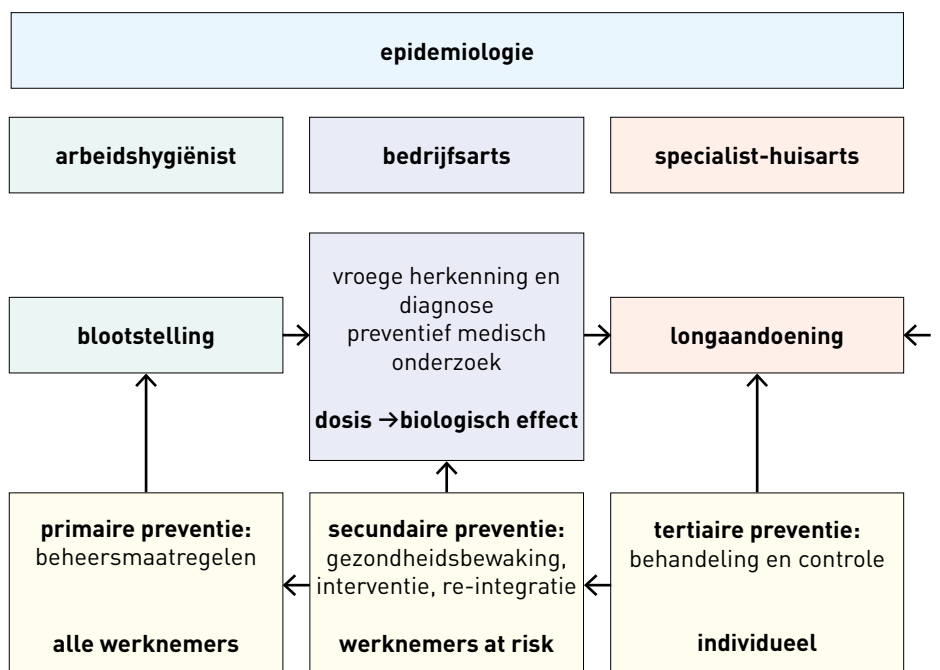 epidemiologie
arbeidshygiënist
bedrijfsarts
specialist-huisarts
blootstelling
vroege herkenning en
diagnose
preventief medisch
onderzoek
dosis →biologisch effect
longaandoening
primaire preventie:
beheersmaatregelen
alle werknemers
secundaire preventie:
gezondheidsbewaking,
interventie, re-integratie
werknemers at risk
tertiaire preventie:
behandeling en controle
individueel